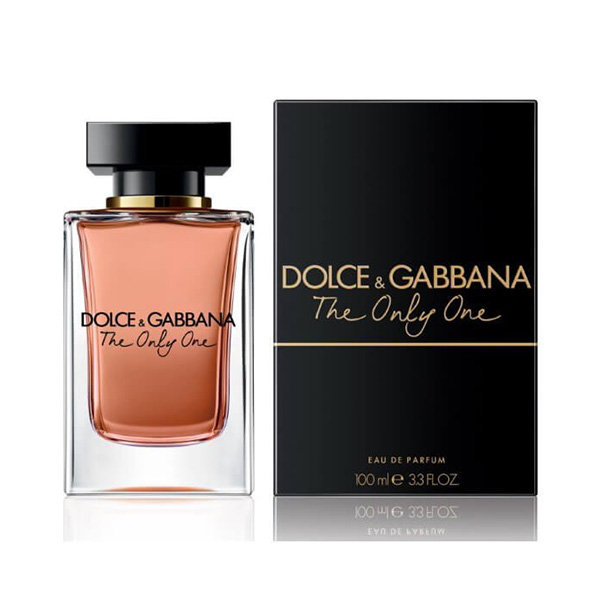 DOLCE & GABBANA
The Only One
DOLCE & GABBANA
The Only One
EAU DE PARFUM
100 ml e 3.3 FL.OZ.